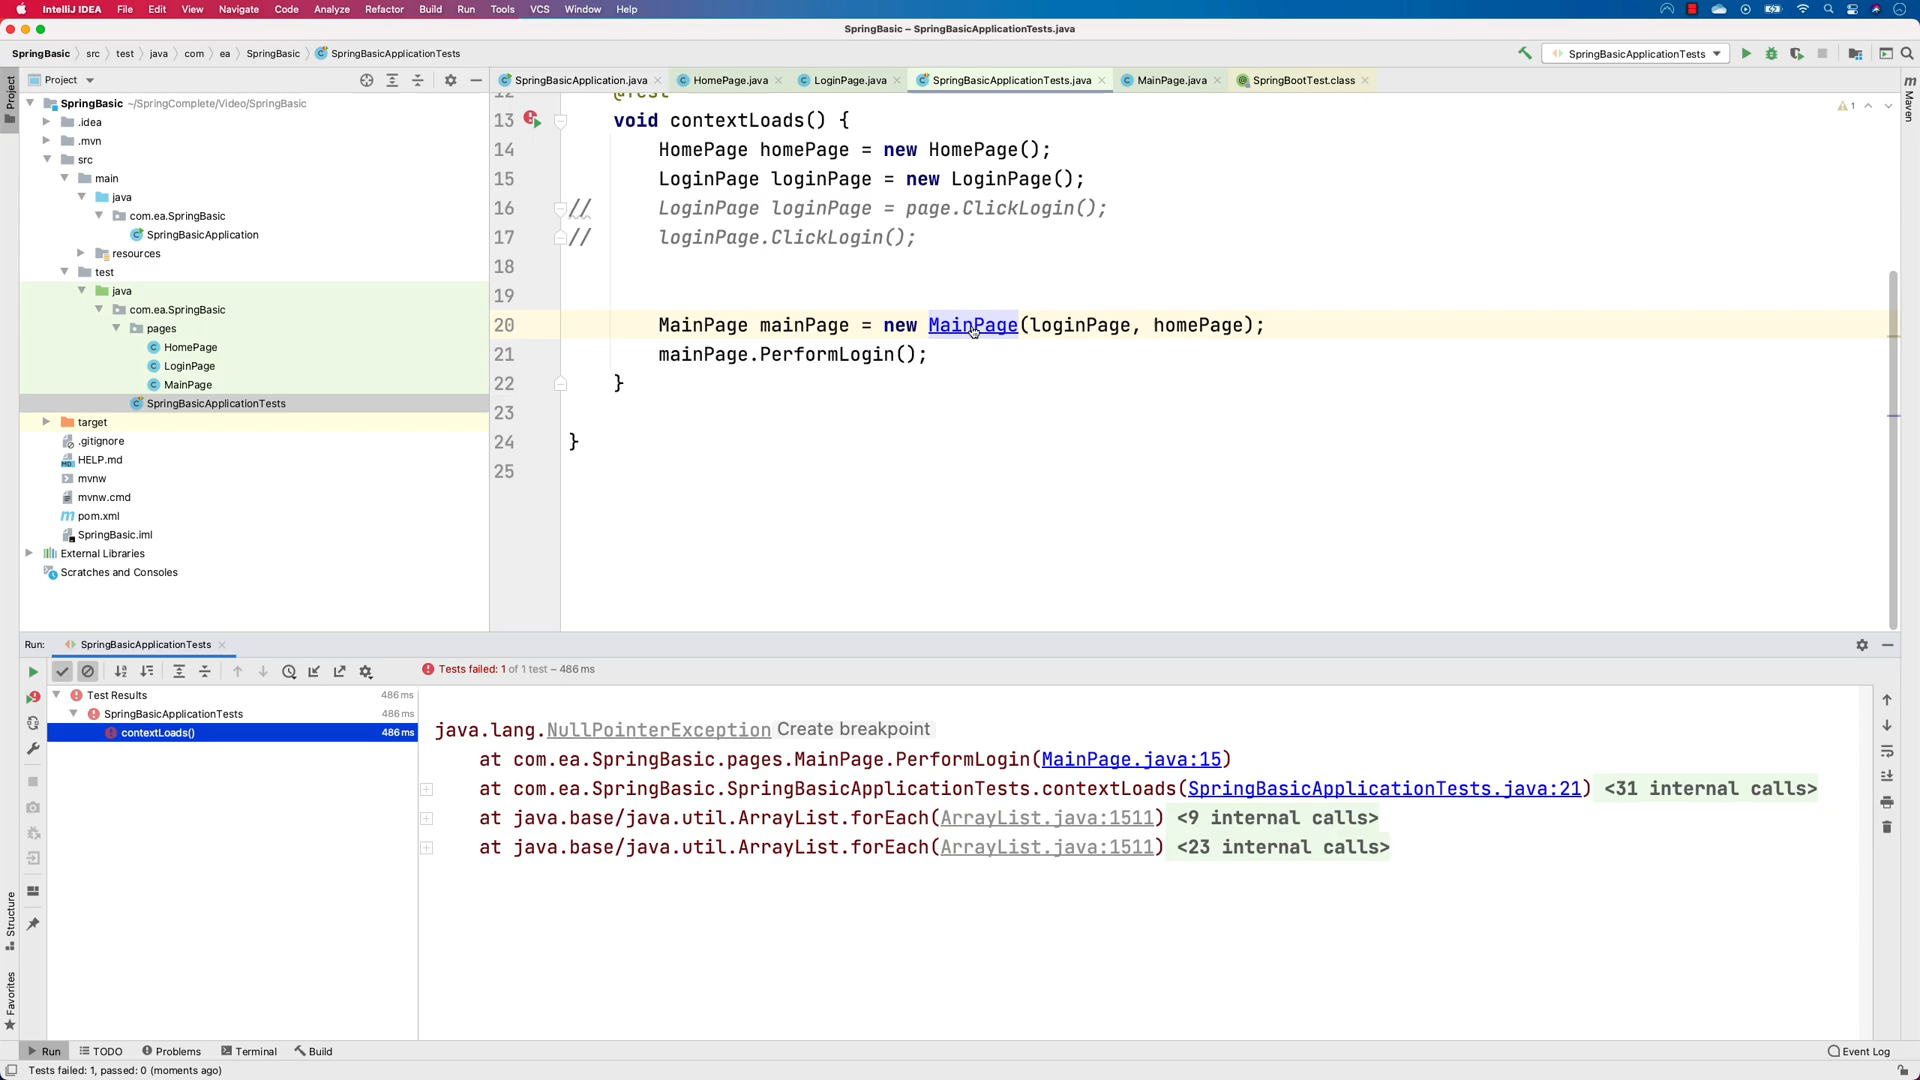 IntelliJ IDEA File Edit View Navigate Code Analyze Refactor Build Run Tools VCS Window Help
SpringBasic – SpringBasicApplicationTests.java
SpringBasic src test java com ea SpringBasic SpringBasicApplicationTests
SpringBasicApplicationTests
Project
SpringBasicApplication.java HomePage.java LoginPage.java SpringBasicApplicationTests.java MainPage.java SpringBootTest.class
Project
Maven
SpringBasic ~/SpringComplete/Video/SpringBasic
.idea
.mvn
src
main
java
com.ea.SpringBasic
SpringBasicApplication
resources
test
java
com.ea.SpringBasic
pages
HomePage
LoginPage
MainPage
SpringBasicApplicationTests
target
.gitignore
HELP.md
mvnw
mvnw.cmd
pom.xml
SpringBasic.iml
External Libraries
Scratches and Consoles
1
12 @Test
13 void contextLoads() {
14 HomePage homePage = new HomePage();
15 LoginPage loginPage = new LoginPage();
16 // LoginPage loginPage = page.ClickLogin();
17 // loginPage.ClickLogin();
18
19
20 MainPage mainPage = new MainPage(loginPage, homePage);
21 mainPage.PerformLogin();
22 }
23
24 }
25
Run: SpringBasicApplicationTests
Tests failed: 1 of 1 test – 486 ms
Test Results 486 ms
SpringBasicApplicationTests 486 ms
contextLoads() 486 ms
java.lang.NullPointerException Create breakpoint
at com.ea.SpringBasic.pages.MainPage.PerformLogin(MainPage.java:15)
at com.ea.SpringBasic.SpringBasicApplicationTests.contextLoads(SpringBasicApplicationTests.java:21) <31 internal calls>
at java.base/java.util.ArrayList.forEach(ArrayList.java:1511) <9 internal calls>
at java.base/java.util.ArrayList.forEach(ArrayList.java:1511) <23 internal calls>
Structure
Favorites
Run TODO Problems Terminal Build Event Log
Tests failed: 1, passed: 0 (moments ago)